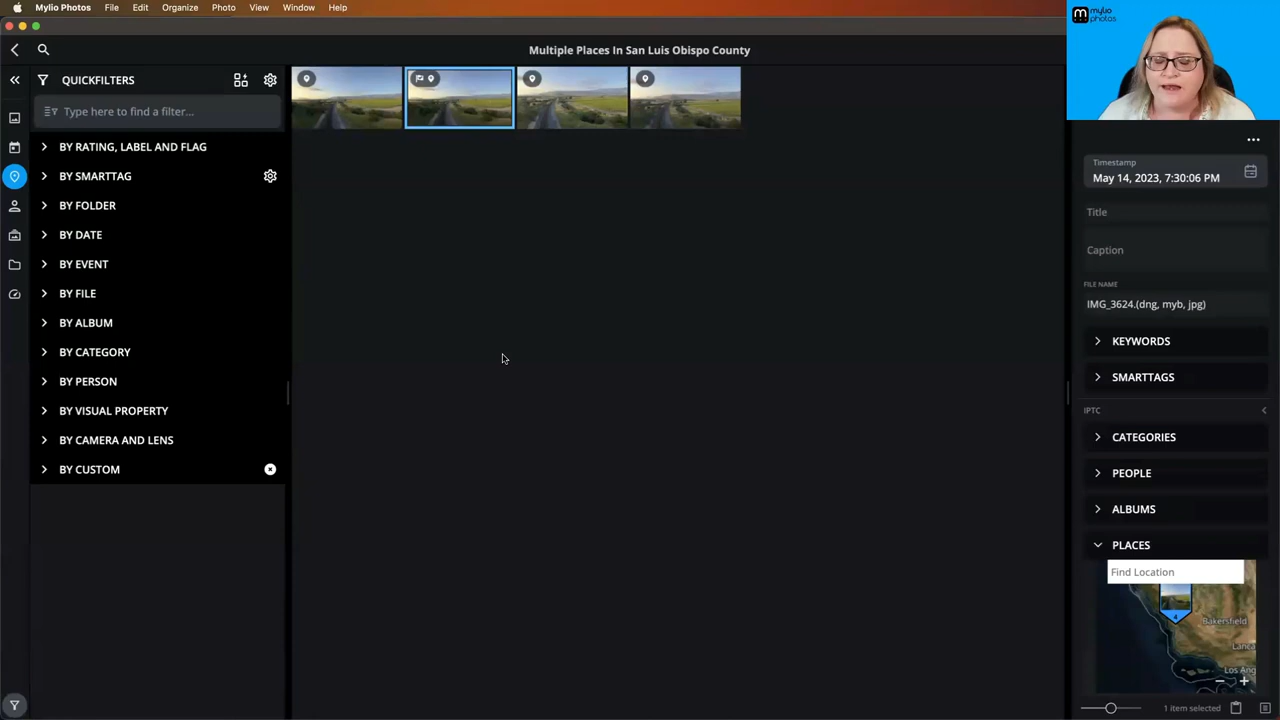 Mylio Photos File Edit Organize Photo View Window Help
mylio
photos
Multiple Places In San Luis Obispo County
QUICKFILTERS
Type here to find a filter...
BY RATING, LABEL AND FLAG
BY SMARTTAG
BY FOLDER
BY DATE
BY EVENT
BY FILE
BY ALBUM
BY CATEGORY
BY PERSON
BY VISUAL PROPERTY
BY CAMERA AND LENS
BY CUSTOM
Timestamp
May 14, 2023, 7:30:06 PM
Title
Caption
FILE NAME
IMG_3624.(dng, myb, jpg)
KEYWORDS
SMARTTAGS
IPTC
CATEGORIES
PEOPLE
ALBUMS
PLACES
Find Location
4
Bakersfield
Lanca
Los Ang
1 item selected